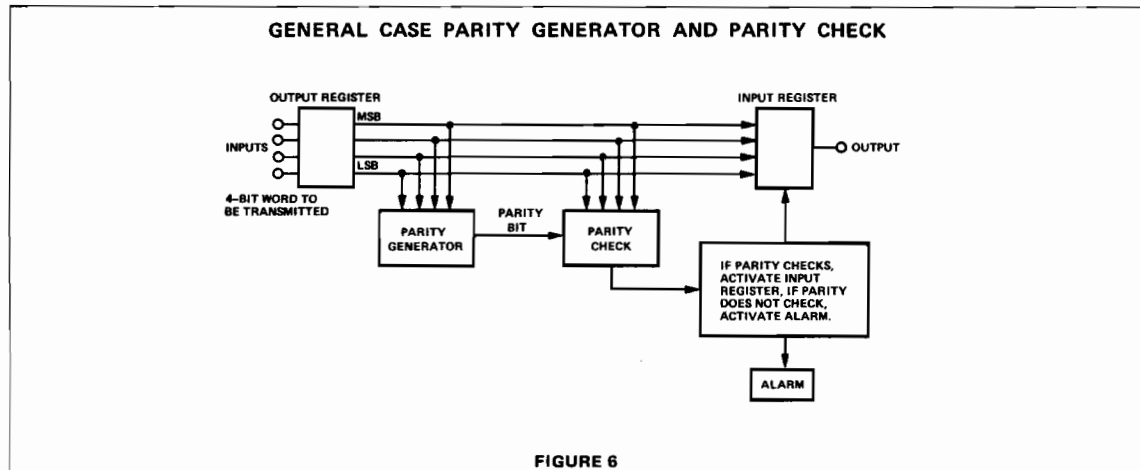 GENERAL CASE PARITY GENERATOR AND PARITY CHECK
OUTPUT REGISTER
INPUT REGISTER
MSB
INPUTS
OUTPUT
LSB
4-BIT WORD TO
BE TRANSMITTED
PARITY
GENERATOR
PARITY
BIT
PARITY
CHECK
IF PARITY CHECKS,
ACTIVATE INPUT
REGISTER, IF PARITY
DOES NOT CHECK,
ACTIVATE ALARM.
ALARM
FIGURE 6